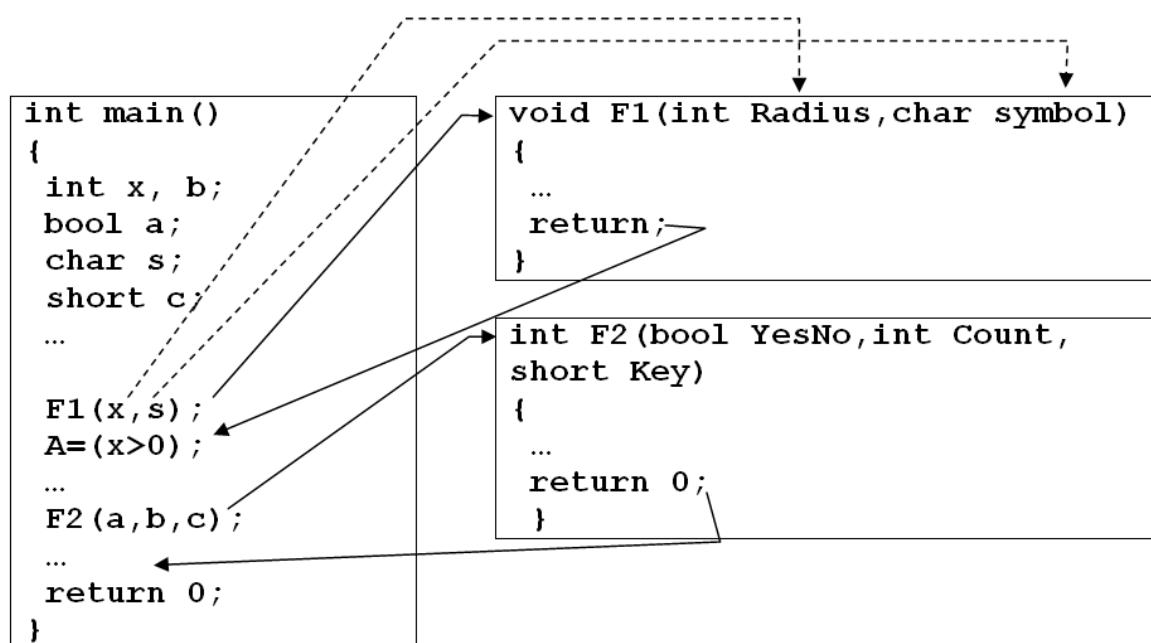 int main()
{
int x, b;
bool a;
char s;
short c;
…
F1(x,s);
A=(x>0);
…
F2(a,b,c);
…
return 0;
}
void F1(int Radius,char symbol)
{
…
return;
}
int F2(bool YesNo,int Count,
short Key)
{
…
return 0;
}